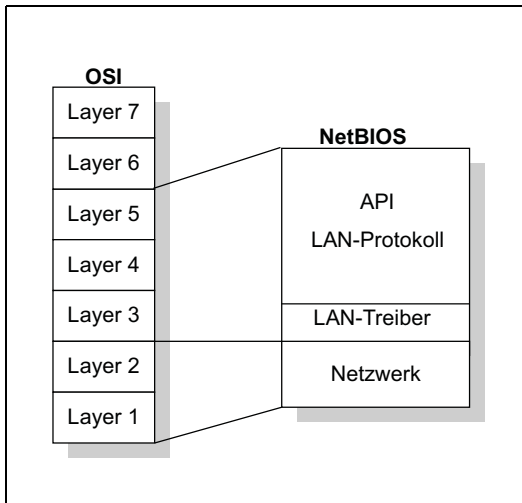 OSI
Layer 7
Layer 6
Layer 5
Layer 4
Layer 3
Layer 2
Layer 1
NetBIOS
API
LAN-Protokoll
LAN-Treiber
Netzwerk